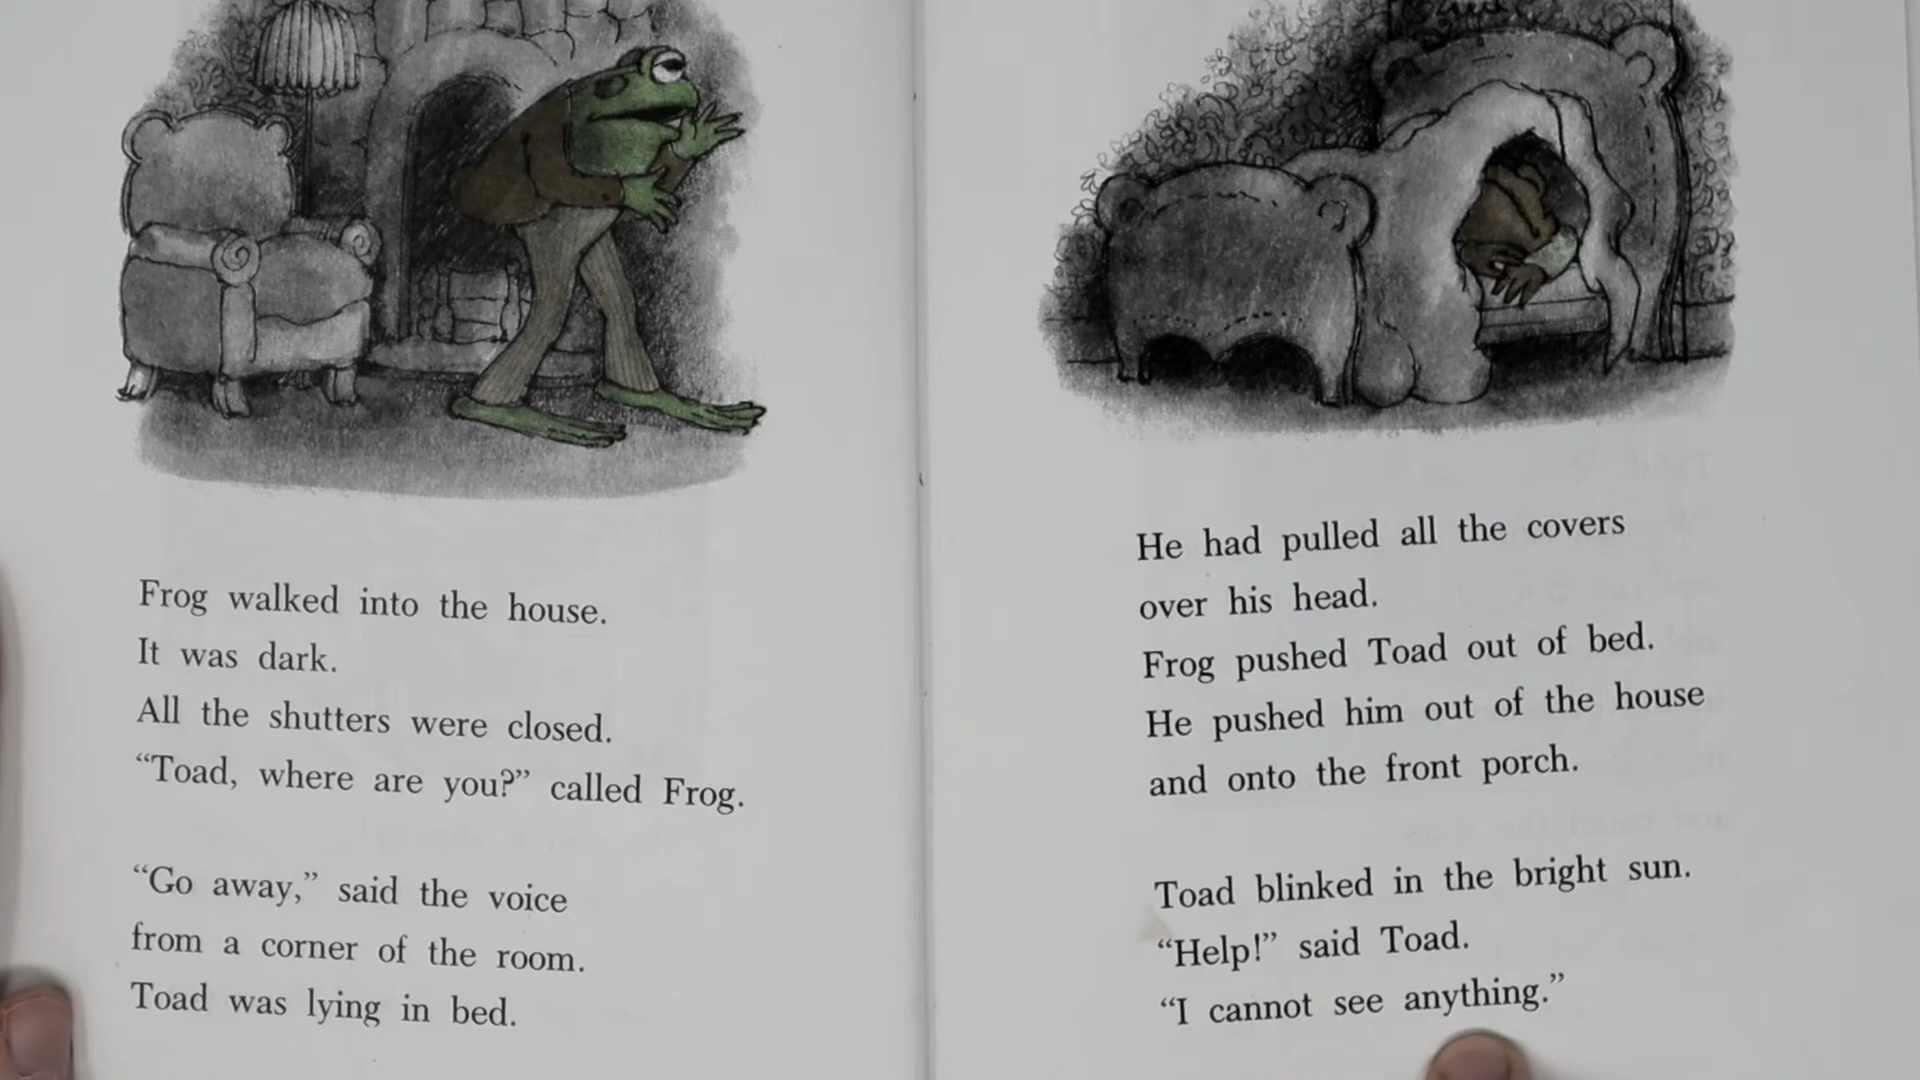 Frog walked into the house.
It was dark.
All the shutters were closed.
“Toad, where are you?” called Frog.
“Go away,” said the voice
from a corner of the room.
Toad was lying in bed.
He had pulled all the covers
over his head.
Frog pushed Toad out of bed.
He pushed him out of the house
and onto the front porch.
Toad blinked in the bright sun.
“Help!” said Toad.
“I cannot see anything.”